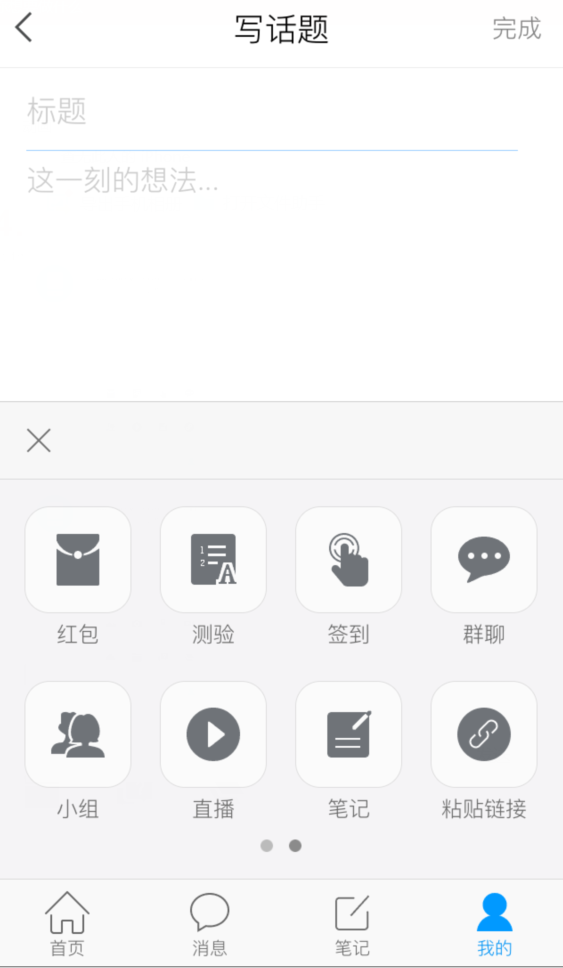 写话题
完成
标题
这一刻的想法...
红包
测验
签到
群聊
小组
直播
笔记
粘贴链接
首页
消息
笔记
我的